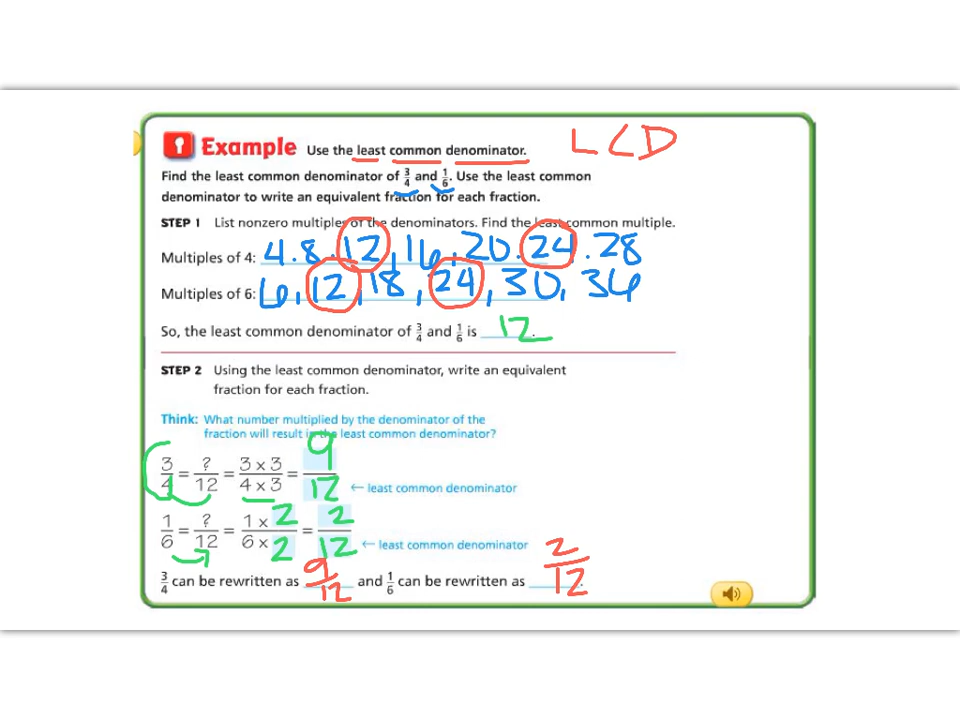 Example Use the least common denominator. LCD
Find the least common denominator of 3/4 and 1/6. Use the least common
denominator to write an equivalent fraction for each fraction.
STEP 1 List nonzero multiples of the denominators. Find the least common multiple.
Multiples of 4: 4.8.12,16,20.24.28
Multiples of 6: 6,12,18,24,30,36
So, the least common denominator of 3/4 and 1/6 is 12.
STEP 2 Using the least common denominator, write an equivalent
fraction for each fraction.
Think: What number multiplied by the denominator of the
fraction will result in the least common denominator?
3/4 = ?/12 = 3 x 3/4 x 3 = 9/12 ← least common denominator
1/6 = ?/12 = 1 x 2/6 x 2 = 2/12 ← least common denominator
3/4 can be rewritten as 9/12 and 1/6 can be rewritten as 2/12.